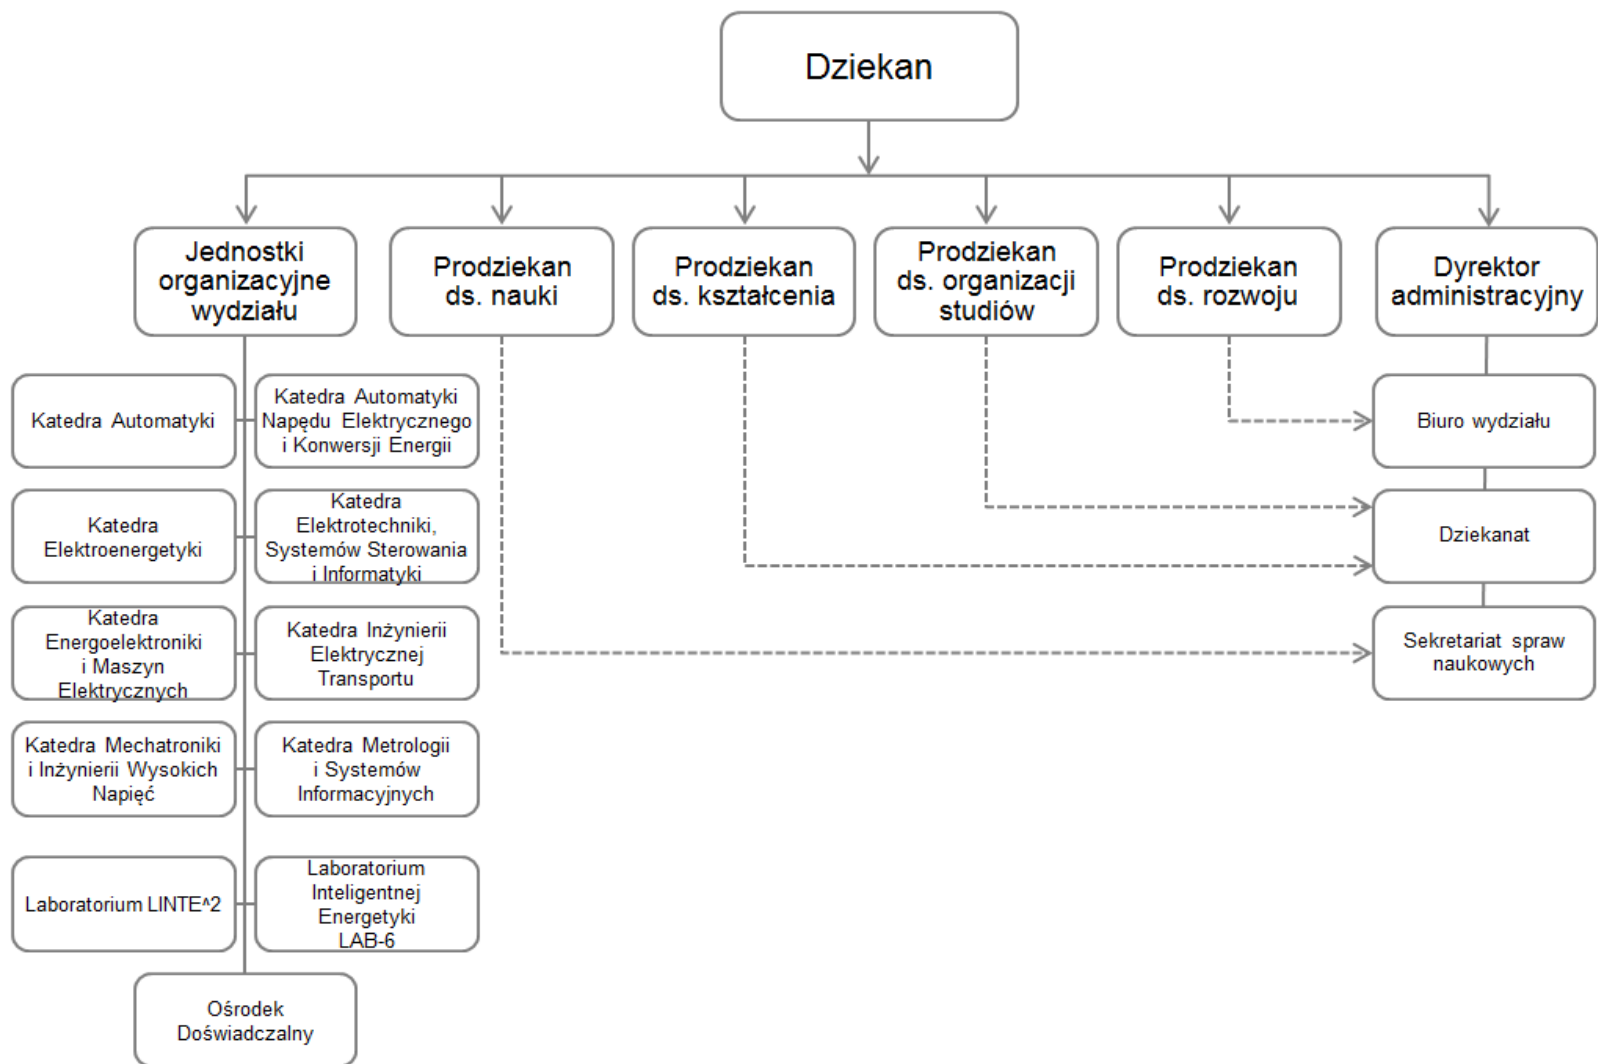 Dziekan
Jednostki
organizacyjne
wydziału
Prodziekan
ds. nauki
Prodziekan
ds. kształcenia
Prodziekan
ds. organizacji
studiów
Prodziekan
ds. rozwoju
Dyrektor
administracyjny
Katedra Automatyki
Katedra Automatyki
Napędu Elektrycznego
i Konwersji Energii
Biuro wydziału
Katedra
Elektroenergetyki
Katedra
Elektrotechniki,
Systemów Sterowania
i Informatyki
Dziekanat
Katedra
Energoelektroniki
i Maszyn
Elektrycznych
Katedra Inżynierii
Elektrycznej
Transportu
Sekretariat spraw
naukowych
Katedra Mechatroniki
i Inżynierii Wysokich
Napięć
Katedra Metrologii
i Systemów
Informacyjnych
Laboratorium LINTE^2
Laboratorium
Inteligentnej
Energetyki
LAB-6
Ośrodek
Doświadczalny